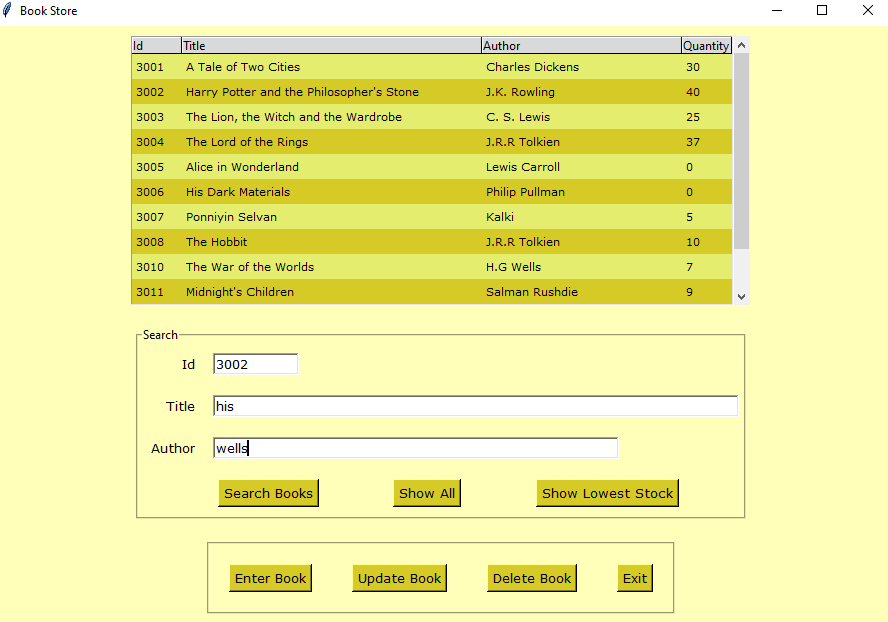 Book Store
Id Title Author Quantity
3001 A Tale of Two Cities Charles Dickens 30
3002 Harry Potter and the Philosopher's Stone J.K. Rowling 40
3003 The Lion, the Witch and the Wardrobe C. S. Lewis 25
3004 The Lord of the Rings J.R.R Tolkien 37
3005 Alice in Wonderland Lewis Carroll 0
3006 His Dark Materials Philip Pullman 0
3007 Ponniyin Selvan Kalki 5
3008 The Hobbit J.R.R Tolkien 10
3010 The War of the Worlds H.G Wells 7
3011 Midnight's Children Salman Rushdie 9
Search
Id 3002
Title his
Author wells
Search Books Show All Show Lowest Stock
Enter Book Update Book Delete Book Exit